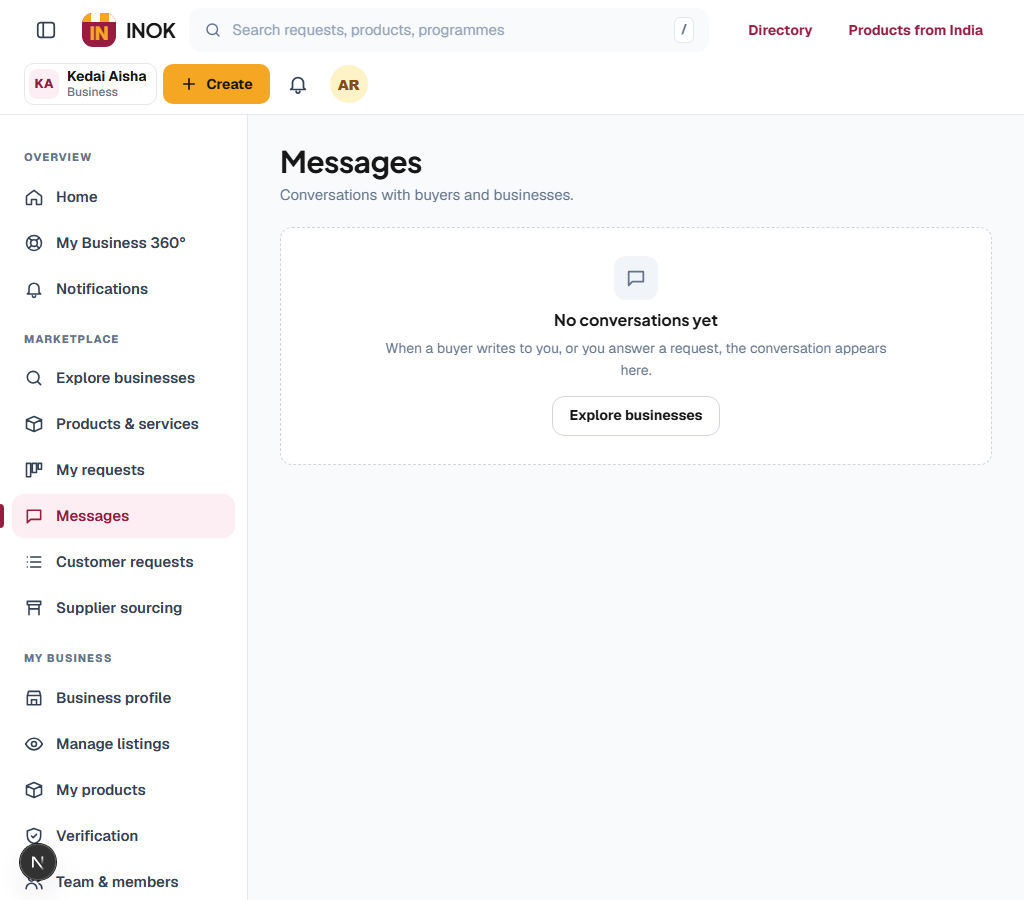 IN INOK
Search requests, products, programmes /
Directory
Products from India
KA Kedai Aisha
Business
Create
AR
OVERVIEW
Home
My Business 360°
Notifications
MARKETPLACE
Explore businesses
Products & services
My requests
Messages
Customer requests
Supplier sourcing
MY BUSINESS
Business profile
Manage listings
My products
Verification
N
Team & members
Messages
Conversations with buyers and businesses.
No conversations yet
When a buyer writes to you, or you answer a request, the conversation appears
here.
Explore businesses